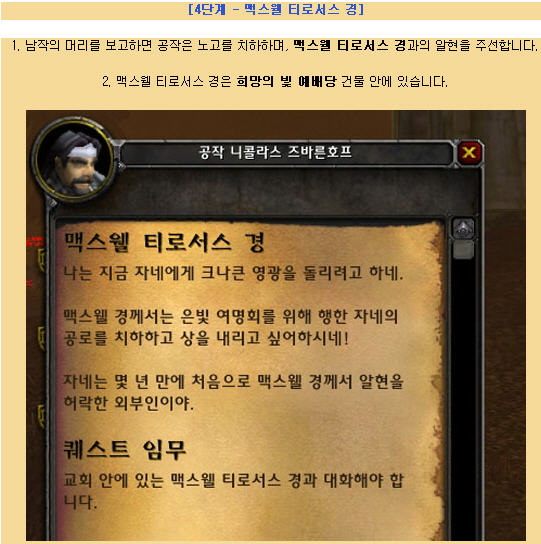 [4단계 - 맥스웰 티로서스 경]
1. 남작의 머리를 보고하면 공작은 노고를 치하하며, 맥스웰 티로서스 경과의 알현을 주선합니다.
2. 맥스웰 티로서스 경은 희망의 빛 예배당 건물 안에 있습니다.
공작 니콜라스 즈바른호프
맥스웰 티로서스 경
나는 지금 자네에게 크나큰 영광을 돌리려고 하네.
맥스웰 경께서는 은빛 여명회를 위해 행한 자네의
공로를 치하하고 상을 내리고 싶어하시네!
자네는 몇 년 만에 처음으로 맥스웰 경께서 알현을
허락한 외부인이야.
퀘스트 임무
교회 안에 있는 맥스웰 티로서스 경과 대화해야 합
니다.